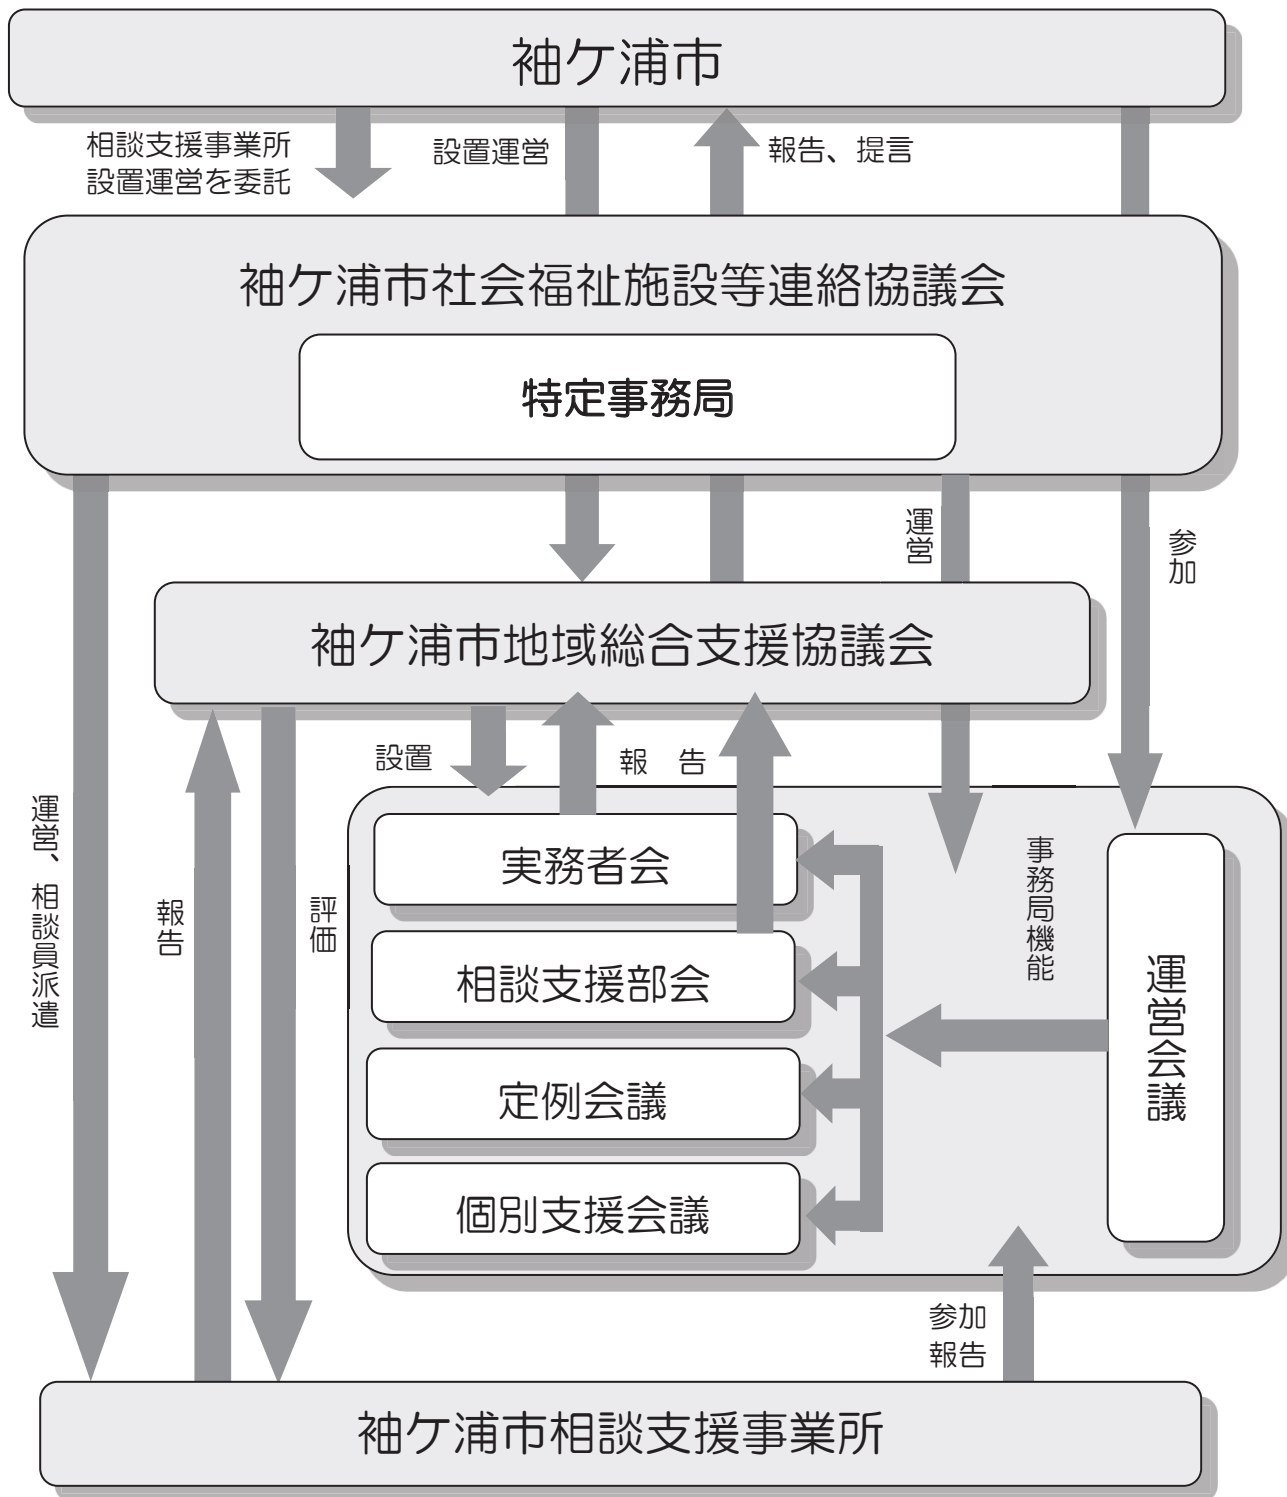 袖ケ浦市
相談支援事業所
設置運営を委託
設置運営
報告、提言
袖ケ浦市社会福祉施設等連絡協議会
特定事務局
運営
参加
袖ケ浦市地域総合支援協議会
設置
報 告
運営、相談員派遣
報告
評価
実務者会
相談支援部会
定例会議
個別支援会議
事務局機能
運営会議
参加
報告
袖ケ浦市相談支援事業所